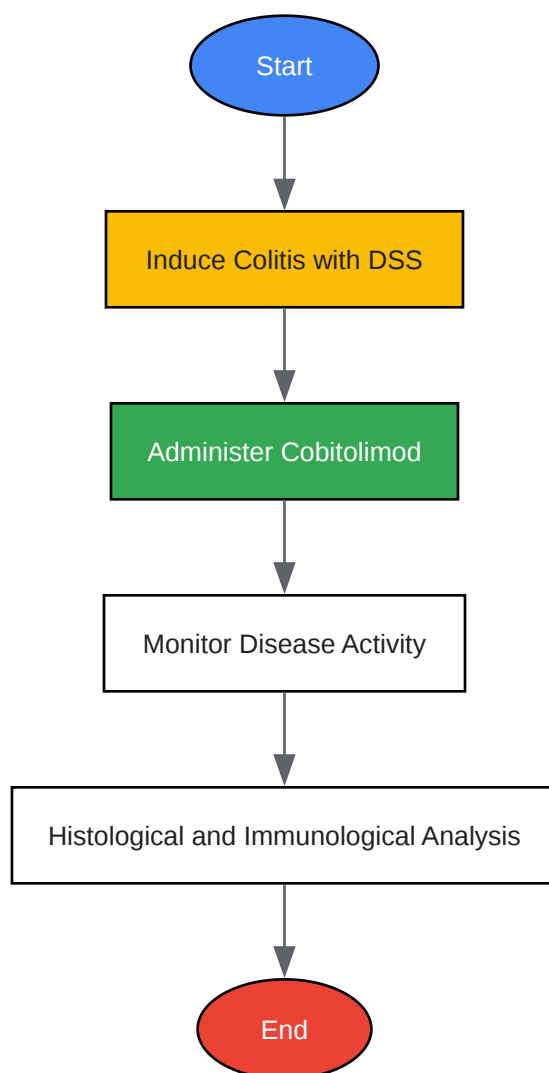 Start
Induce Colitis with DSS
Administer Cobitolimod
Monitor Disease Activity
Histological and Immunological Analysis
End